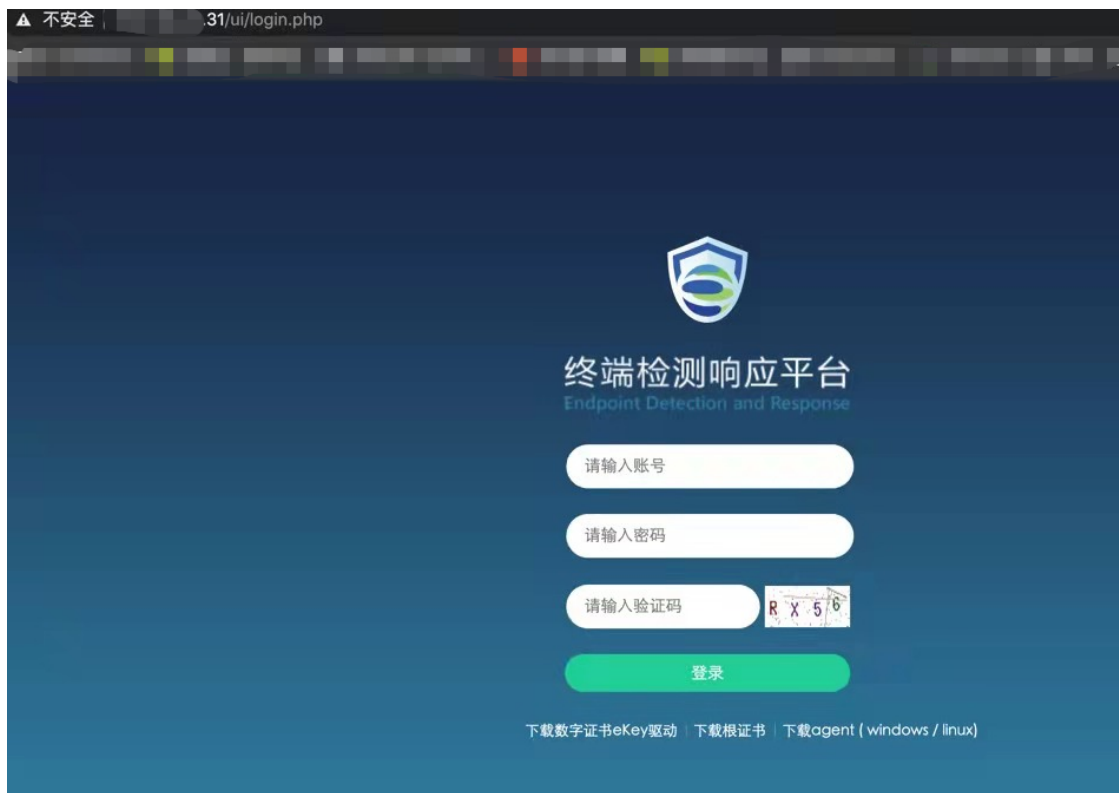 不安全 .31/ui/login.php
终端检测响应平台
Endpoint Detection and Response
请输入账号
请输入密码
请输入验证码 RX56
登录
下载数字证书eKey驱动 | 下载根证书 | 下载agent ( windows / linux)